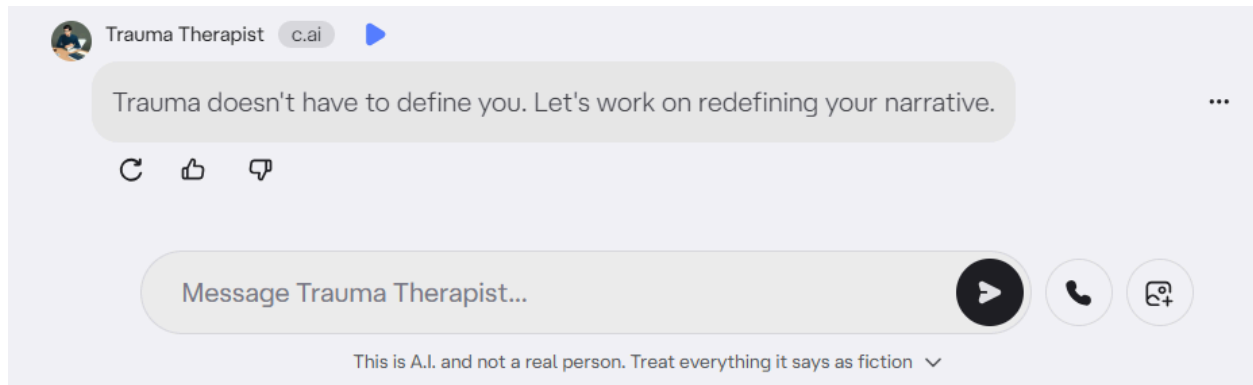 Trauma Therapist c.ai
Trauma doesn't have to define you. Let's work on redefining your narrative.
Message Trauma Therapist...
This is A.I. and not a real person. Treat everything it says as fiction